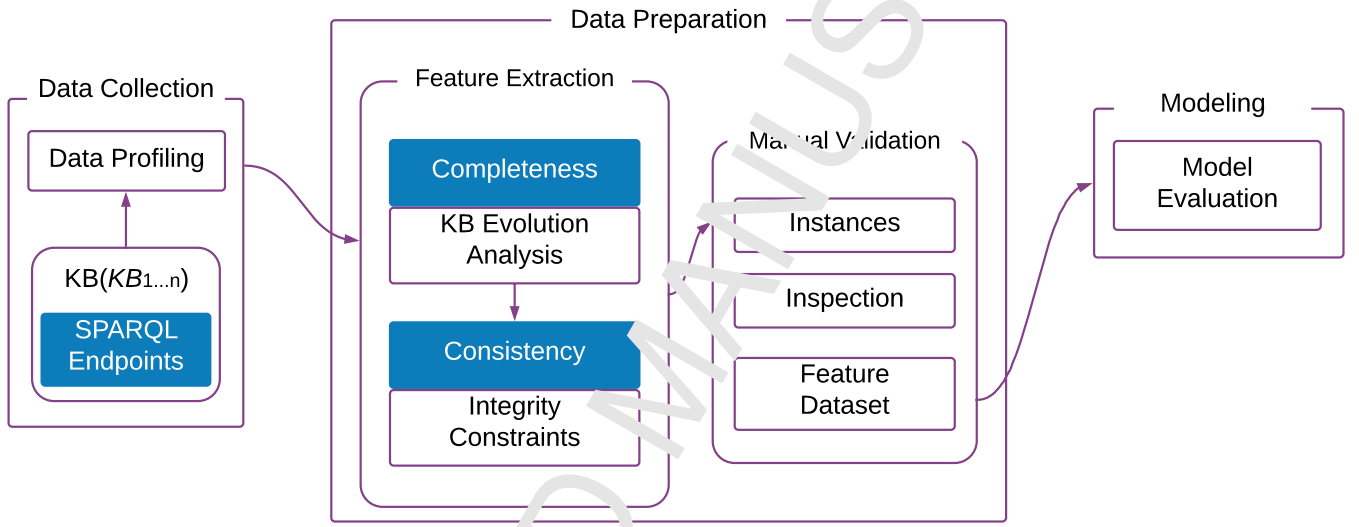 Data Preparation
Data Collection
Feature Extraction
Modeling
Data Profiling
Manual Validation
Completeness
KB Evolution
Analysis
Model
Evaluation
Instances
KB(KB1...n)
SPARQL
Endpoints
Inspection
Consistency
Integrity
Constraints
Feature
Dataset
D MANUS